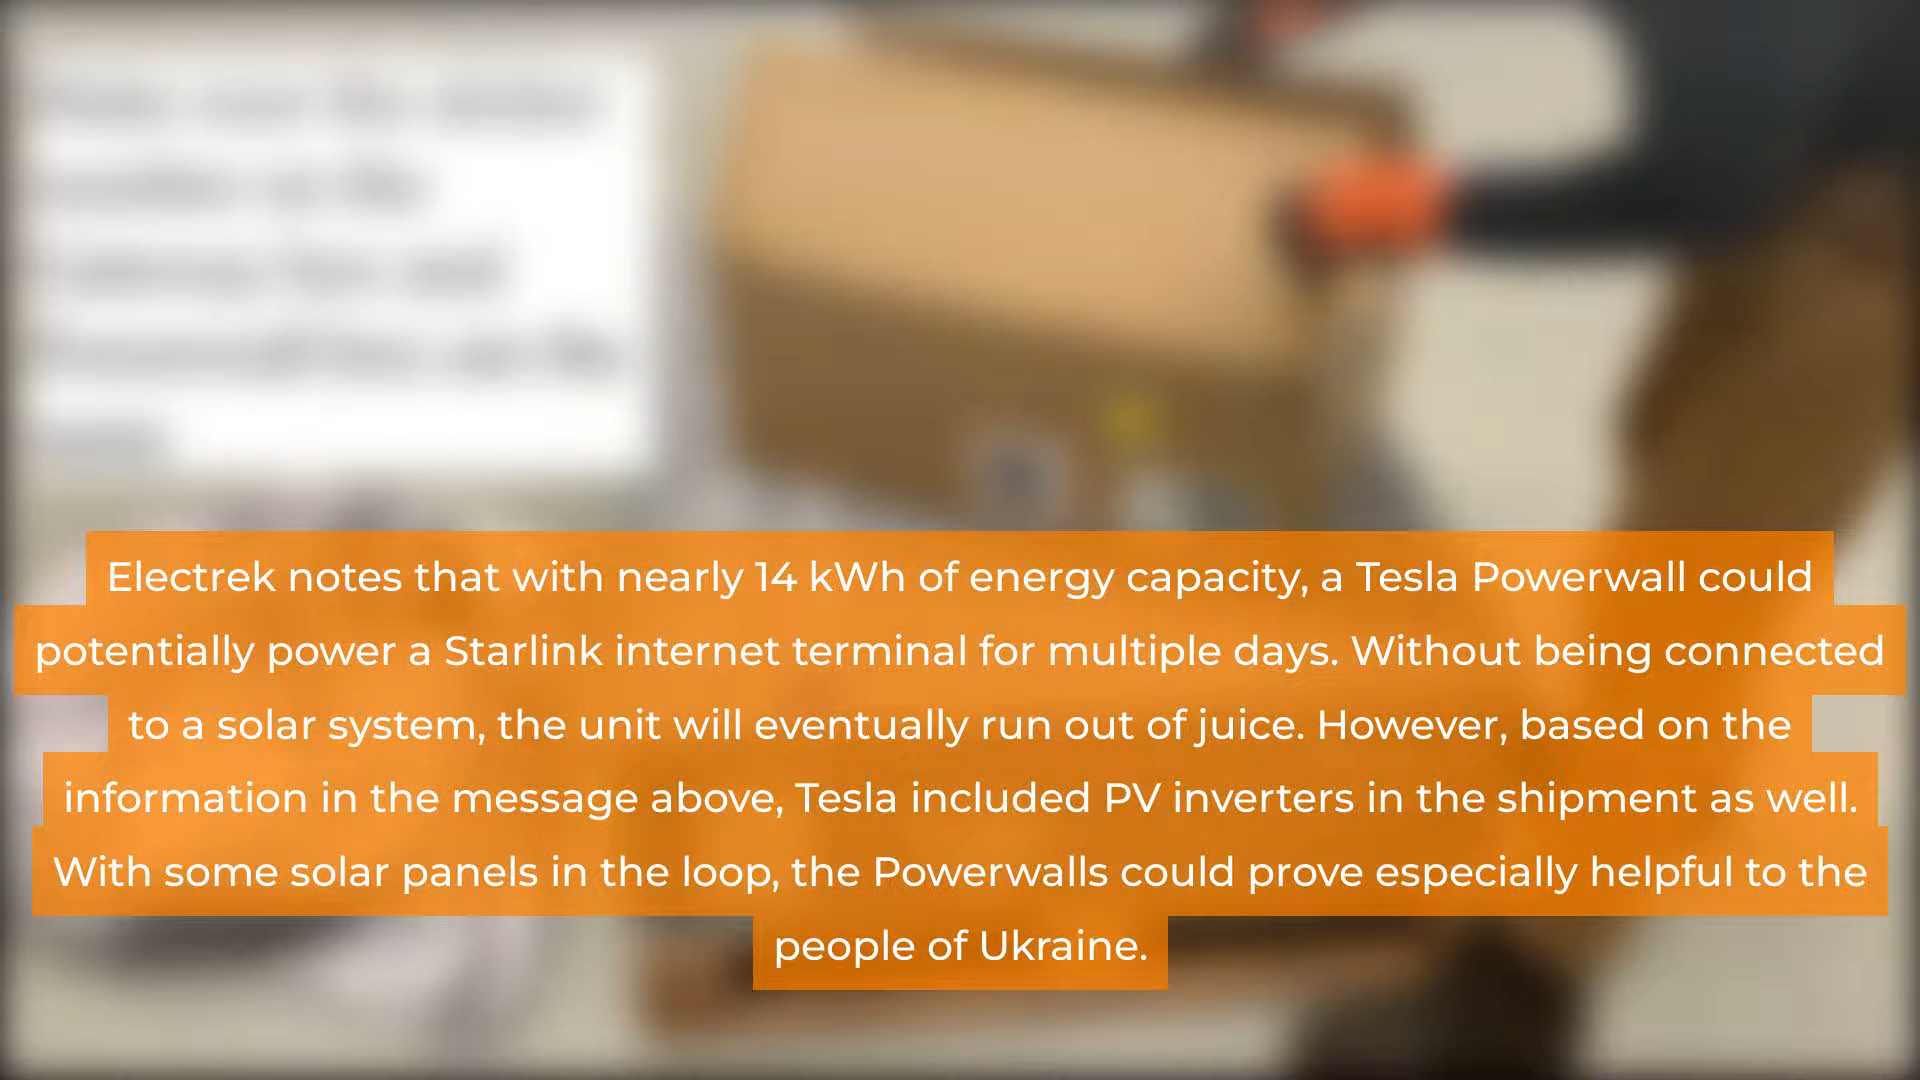 Electrek notes that with nearly 14 kWh of energy capacity, a Tesla Powerwall could
potentially power a Starlink internet terminal for multiple days. Without being connected
to a solar system, the unit will eventually run out of juice. However, based on the
information in the message above, Tesla included PV inverters in the shipment as well.
With some solar panels in the loop, the Powerwalls could prove especially helpful to the
people of Ukraine.